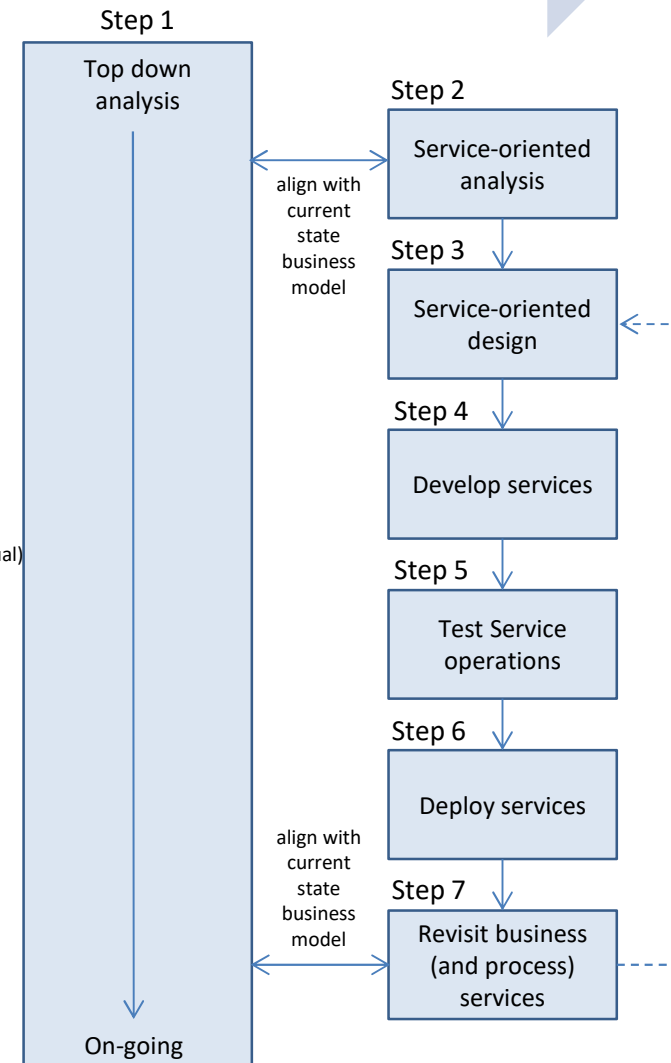 Step 1
Top down
analysis
Step 2
Service-oriented
analysis
align with
current
state
business
model
Step 3
Service-oriented
design
Step 4
Develop services
ual)
Step 5
Test Service
operations
Step 6
Deploy services
align with
current
state
business
model
Step 7
Revisit business
(and process)
services
On-going